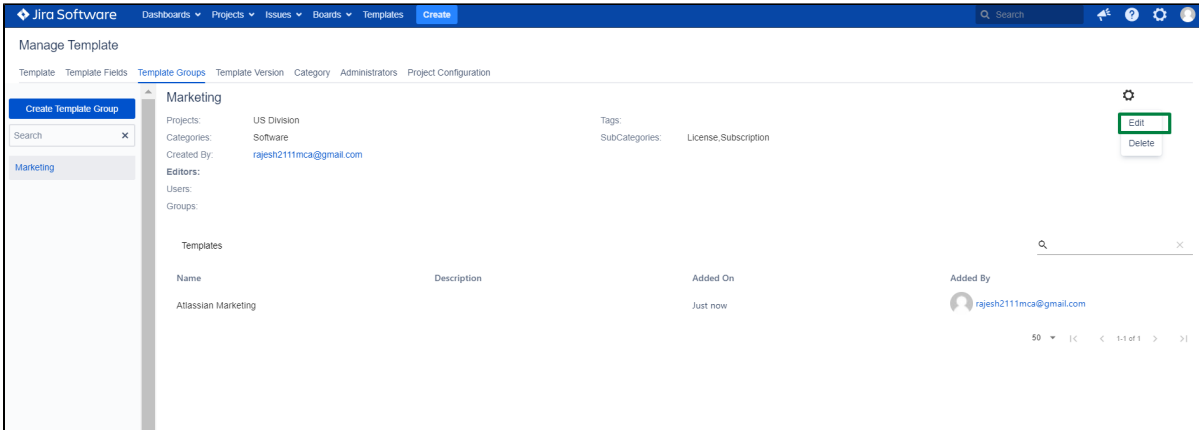 Jira Software Dashboards Projects Issues Boards Templates Create Search
Manage Template
Template Template Fields Template Groups Template Version Category Administrators Project Configuration
Create Template Group
Search
Marketing
Marketing
Projects: US Division Tags:
Categories: Software SubCategories: License,Subscription
Created By: rajesh2111mca@gmail.com
Editors:
Users:
Groups:
Edit
Delete
Templates
Name Description Added On Added By
Atlassian Marketing Just now rajesh2111mca@gmail.com
50 1-1 of 1